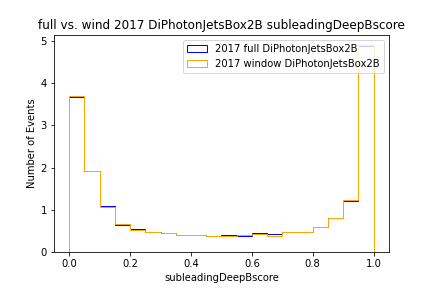 full vs. wind 2017 DiPhotonJetsBox2B subleadingDeepBscore
2017 full DiPhotonJetsBox2B
2017 window DiPhotonJetsBox2B
Number of Events
5
4
3
2
1
0
0.0 0.2 0.4 0.6 0.8 1.0
subleadingDeepBscore